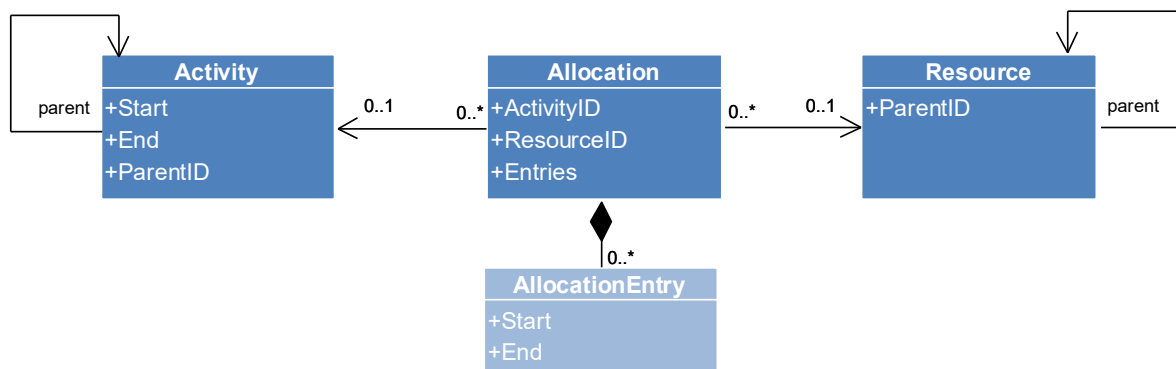 Activity
+Start
+End
+ParentID
parent
0..1
0..*
Allocation
+ActivityID
+ResourceID
+Entries
0..*
0..1
Resource
+ParentID
parent
0..*
AllocationEntry
+Start
+End